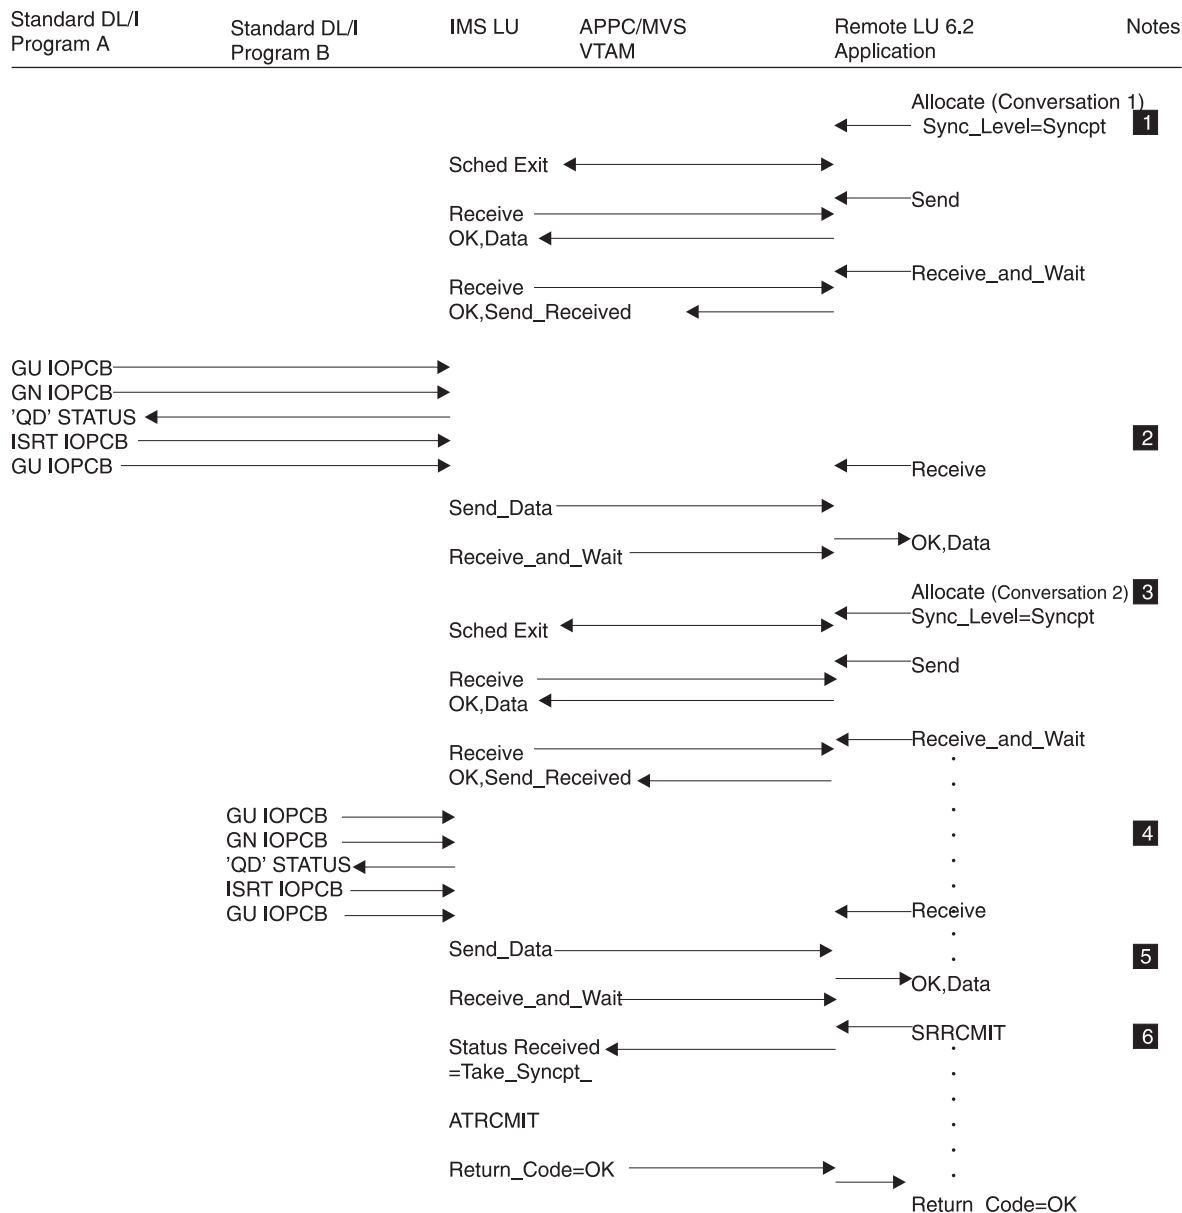 Standard DL/I
Program A
Standard DL/I
Program B
IMS LU
APPC/MVS
VTAM
Remote LU 6.2
Application
Notes
Allocate (Conversation 1)
Sync_Level=Syncpt
1
Sched Exit
Send
Receive
OK,Data
Receive_and_Wait
Receive
OK,Send_Received
GU IOPCB
GN IOPCB
'QD' STATUS
ISRT IOPCB
2
GU IOPCB
Receive
Send_Data
OK,Data
Receive_and_Wait
Allocate (Conversation 2)
3
Sync_Level=Syncpt
Sched Exit
Send
Receive
OK,Data
Receive_and_Wait
Receive
OK,Send_Received
GU IOPCB
GN IOPCB
4
'QD' STATUS
ISRT IOPCB
GU IOPCB
Receive
Send_Data
5
OK,Data
Receive_and_Wait
SRRCMIT
6
Status Received
=Take_Syncpt_
ATRCMIT
Return_Code=OK
Return_Code=OK